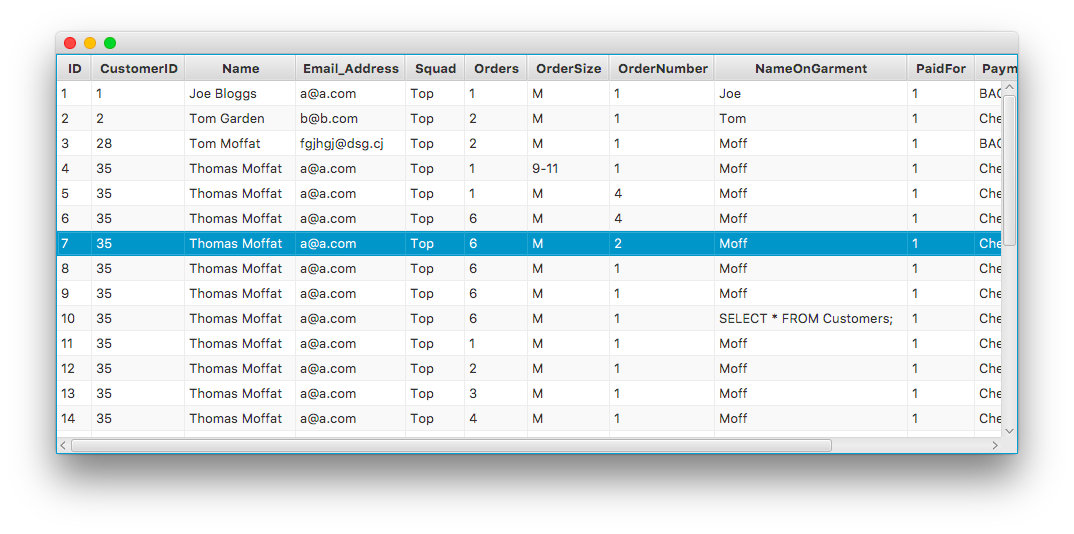 ID CustomerID Name Email_Address Squad Orders OrderSize OrderNumber NameOnGarment PaidFor Paym
1 1 Joe Bloggs a@a.com Top 1 M 1 Joe 1 BAC
2 2 Tom Garden b@b.com Top 2 M 1 Tom 1 Che
3 28 Tom Moffat fgjhgj@dsg.cj Top 2 M 1 Moff 1 BAC
4 35 Thomas Moffat a@a.com Top 1 9-11 1 Moff 1 Che
5 35 Thomas Moffat a@a.com Top 1 M 4 Moff 1 Che
6 35 Thomas Moffat a@a.com Top 6 M 4 Moff 1 Che
7 35 Thomas Moffat a@a.com Top 6 M 2 Moff 1 Che
8 35 Thomas Moffat a@a.com Top 6 M 1 Moff 1 Che
9 35 Thomas Moffat a@a.com Top 6 M 1 Moff 1 Che
10 35 Thomas Moffat a@a.com Top 6 M 1 SELECT * FROM Customers; 1 Che
11 35 Thomas Moffat a@a.com Top 1 M 1 Moff 1 Che
12 35 Thomas Moffat a@a.com Top 2 M 1 Moff 1 Che
13 35 Thomas Moffat a@a.com Top 3 M 1 Moff 1 Che
14 35 Thomas Moffat a@a.com Top 4 M 1 Moff 1 Che